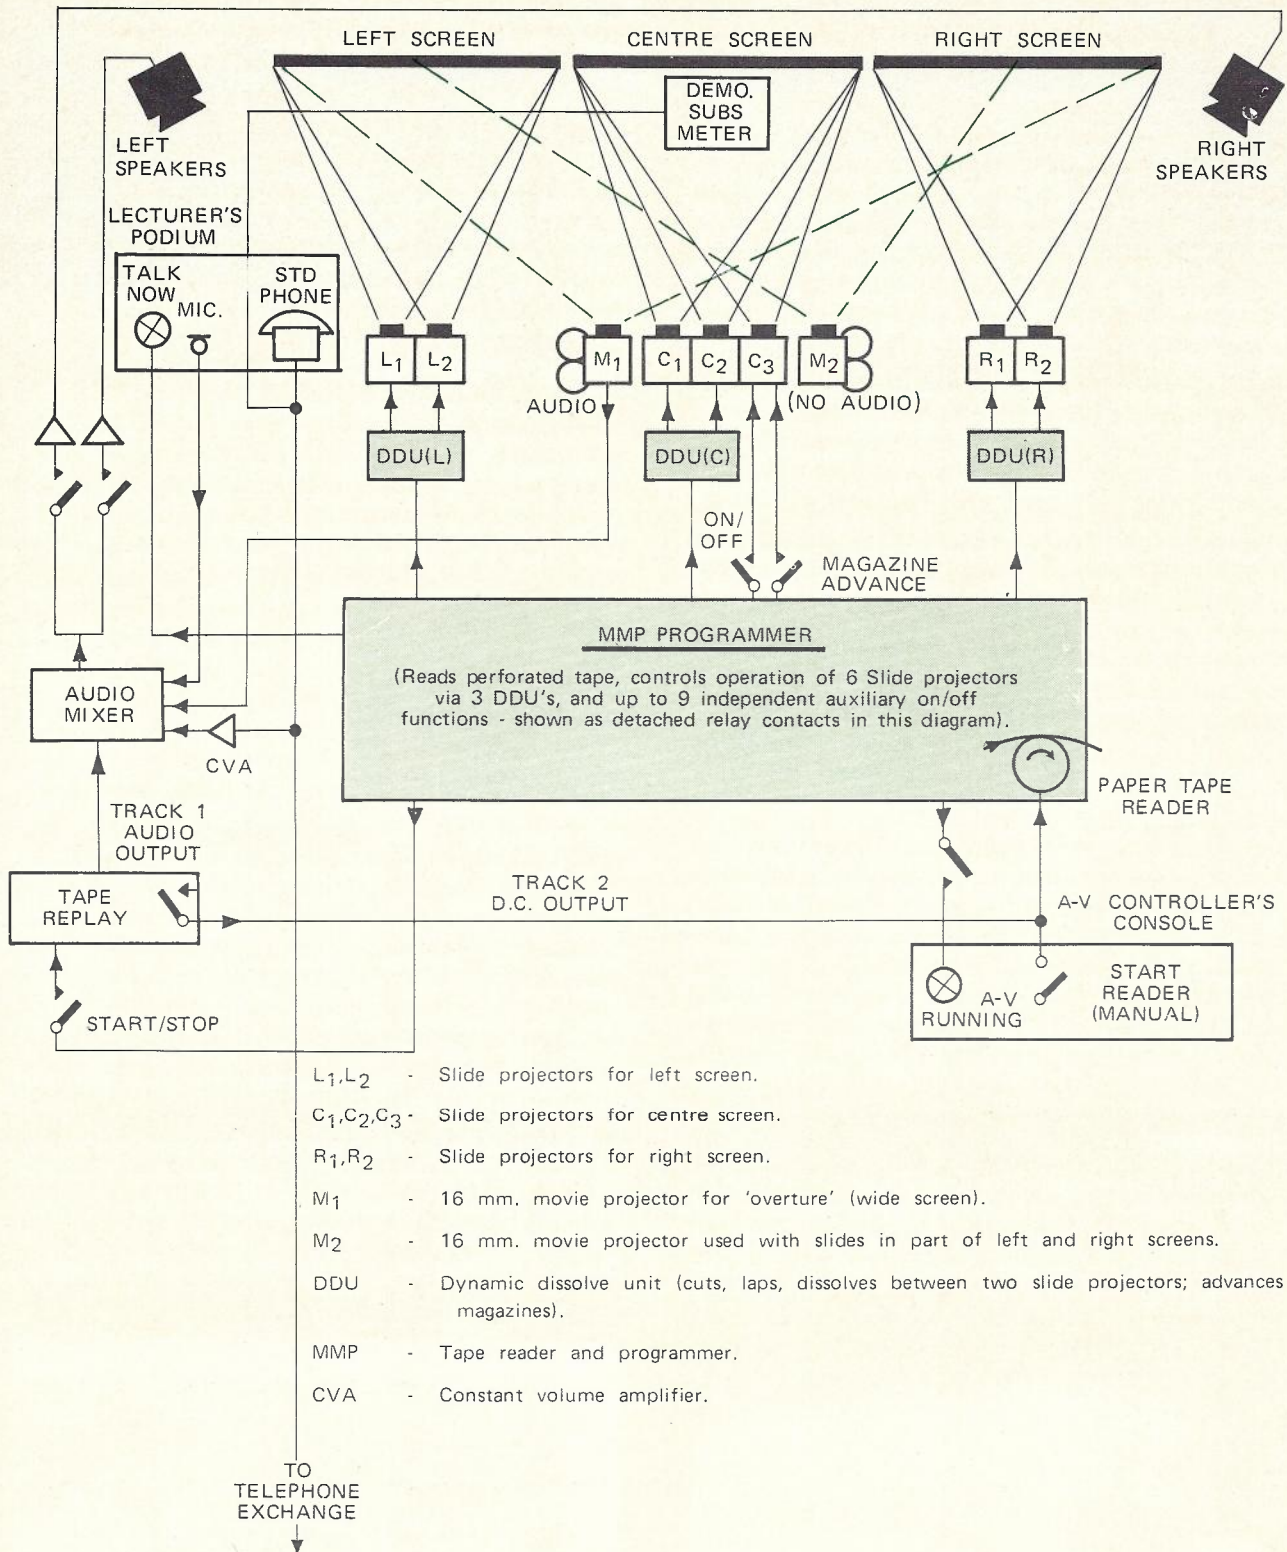 LEFT SCREEN
CENTRE SCREEN
RIGHT SCREEN
DEMO.
SUBS
METER
LEFT
SPEAKERS
RIGHT
SPEAKERS
LECTURER'S
PODIUM
TALK
NOW
MIC.
STD
PHONE
L1
L2
M1
C1
C2
C3
M2
R1
R2
AUDIO
(NO AUDIO)
DDU(L)
DDU(C)
DDU(R)
ON/
OFF
MAGAZINE
ADVANCE
MMP PROGRAMMER
(Reads perforated tape, controls operation of 6 Slide projectors
via 3 DDU's, and up to 9 independent auxiliary on/off
functions - shown as detached relay contacts in this diagram).
AUDIO
MIXER
CVA
PAPER TAPE
READER
TRACK 1
AUDIO
OUTPUT
TAPE
REPLAY
TRACK 2
D.C. OUTPUT
A-V CONTROLLER'S
CONSOLE
START
READER
(MANUAL)
A-V
RUNNING
START/STOP
L1,L2 - Slide projectors for left screen.
C1,C2,C3 - Slide projectors for centre screen.
R1,R2 - Slide projectors for right screen.
M1 - 16 mm. movie projector for 'overture' (wide screen).
M2 - 16 mm. movie projector used with slides in part of left and right screens.
DDU - Dynamic dissolve unit (cuts, laps, dissolves between two slide projectors; advances
magazines).
MMP - Tape reader and programmer.
CVA - Constant volume amplifier.
TO
TELEPHONE
EXCHANGE